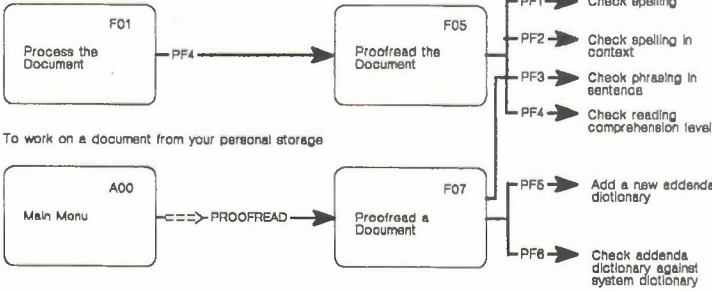 PF1 Check spelling
F01
F05
Process the
Document
PF4
Proofread the
Document
PF2 Check spelling in
context
PF3 Check phrasing in
sentence
PF4 Check reading
comprehension level
To work on a document from your personal storage
A00
F07
Main Menu
PROOFREAD
Proofread a
Document
PF5 Add a new addenda
dictionary
PF6 Check addenda
dictionary against
system dictionary